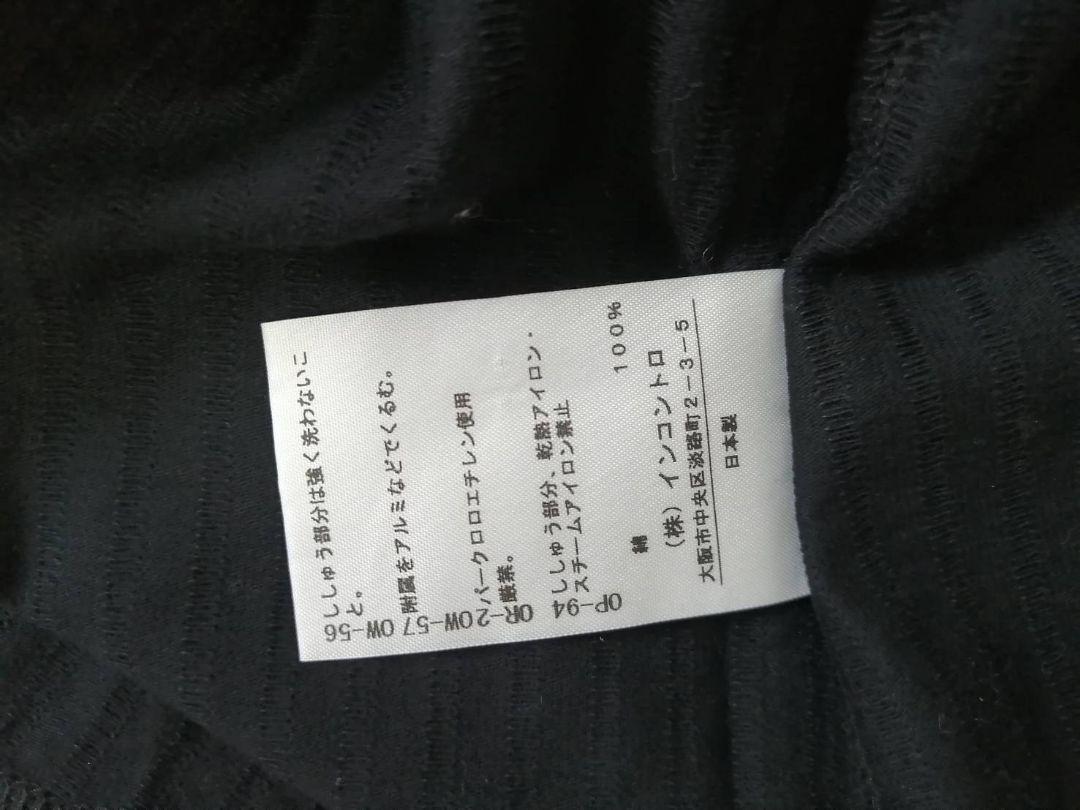 ししゅう部分は強く洗わないこ
と。
OW-56
附属をアルミなどでくるむ。
OW-57
パークロロエチレン使用
厳禁。
OR-20
ししゅう部分、乾熱アイロン・
スチームアイロン禁止
OP-94
綿 100%
(株)インコントロ
大阪市中央区淡路町2-3-5
日本製